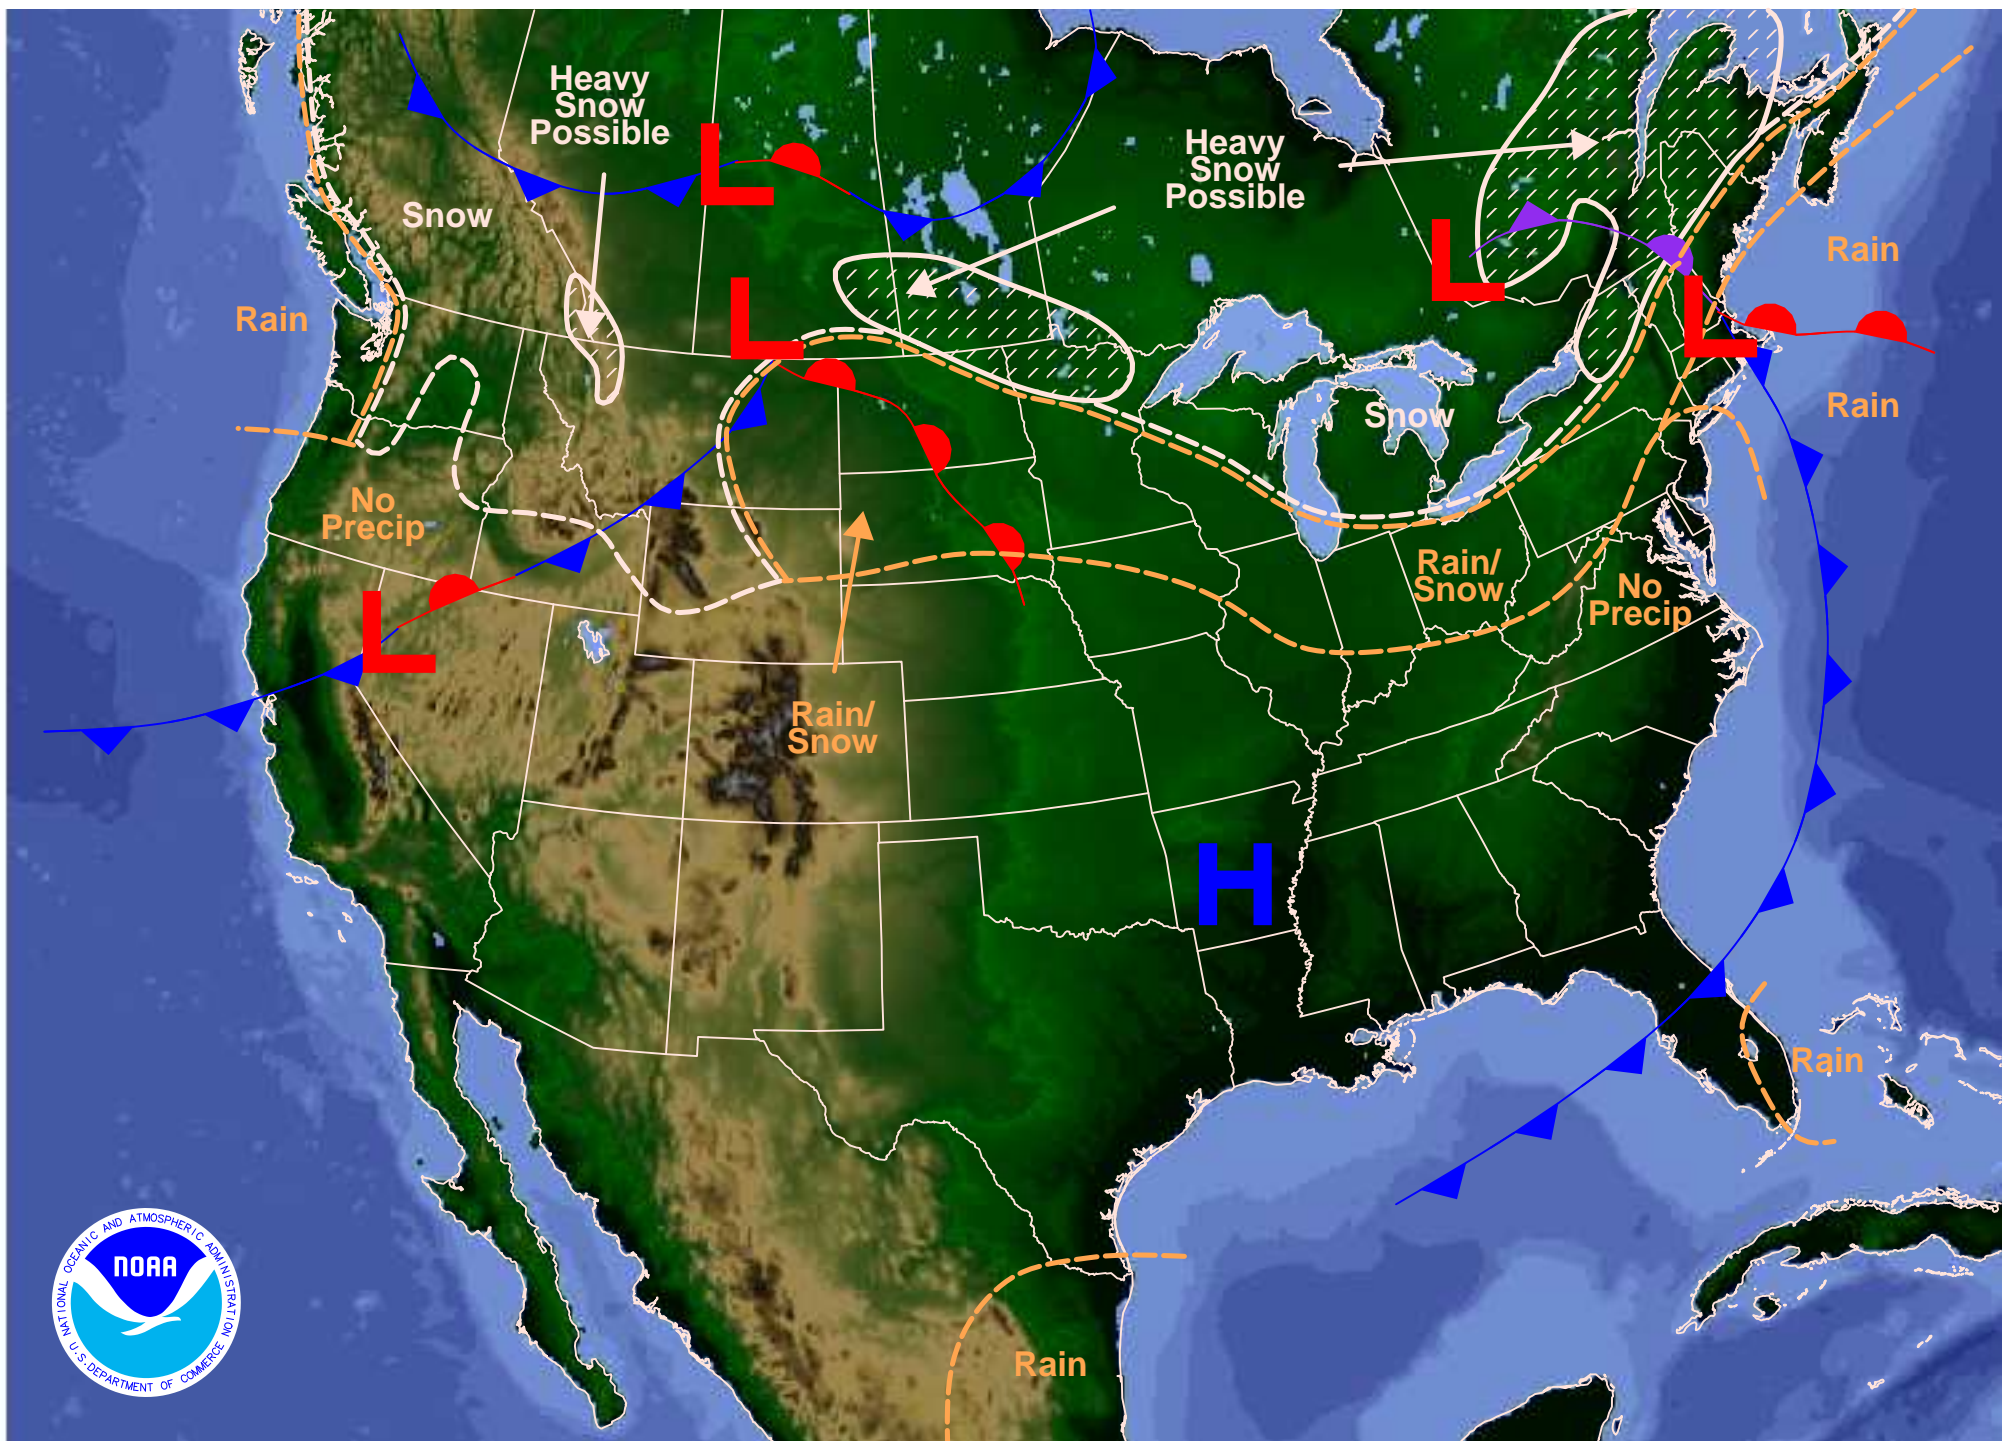 Heavy
Snow
Possible
L
Snow
Heavy
Snow
Possible
L
Rain
Rain
L
L
Rain
Snow
No
Precip
Rain/
Snow
No
Precip
L
Rain/
Snow
H
Rain
Rain
NATIONAL OCEANIC AND ATMOSPHERIC ADMINISTRATION
NOAA
U.S. DEPARTMENT OF COMMERCE